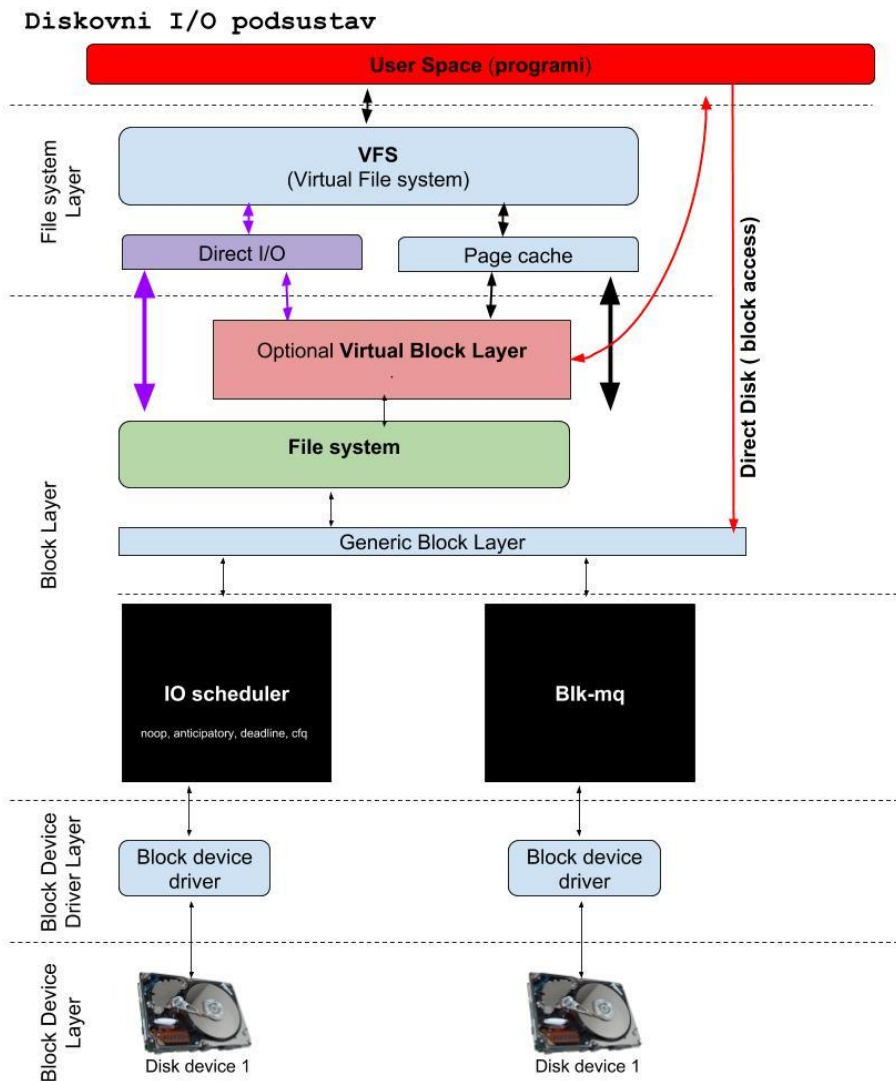 Diskovni I/O podsustav
User Space (programi)
File system
Layer
VFS
(Virtual File system)
Direct I/O
Page cache
Optional Virtual Block Layer
.
Direct Disk ( block access)
File system
Block Layer
Generic Block Layer
IO scheduler
noop, anticipatory, deadline, cfq
Blk-mq
Block Device
Driver Layer
Block device
driver
Block device
driver
Block Device
Layer
Disk device 1
Disk device 1